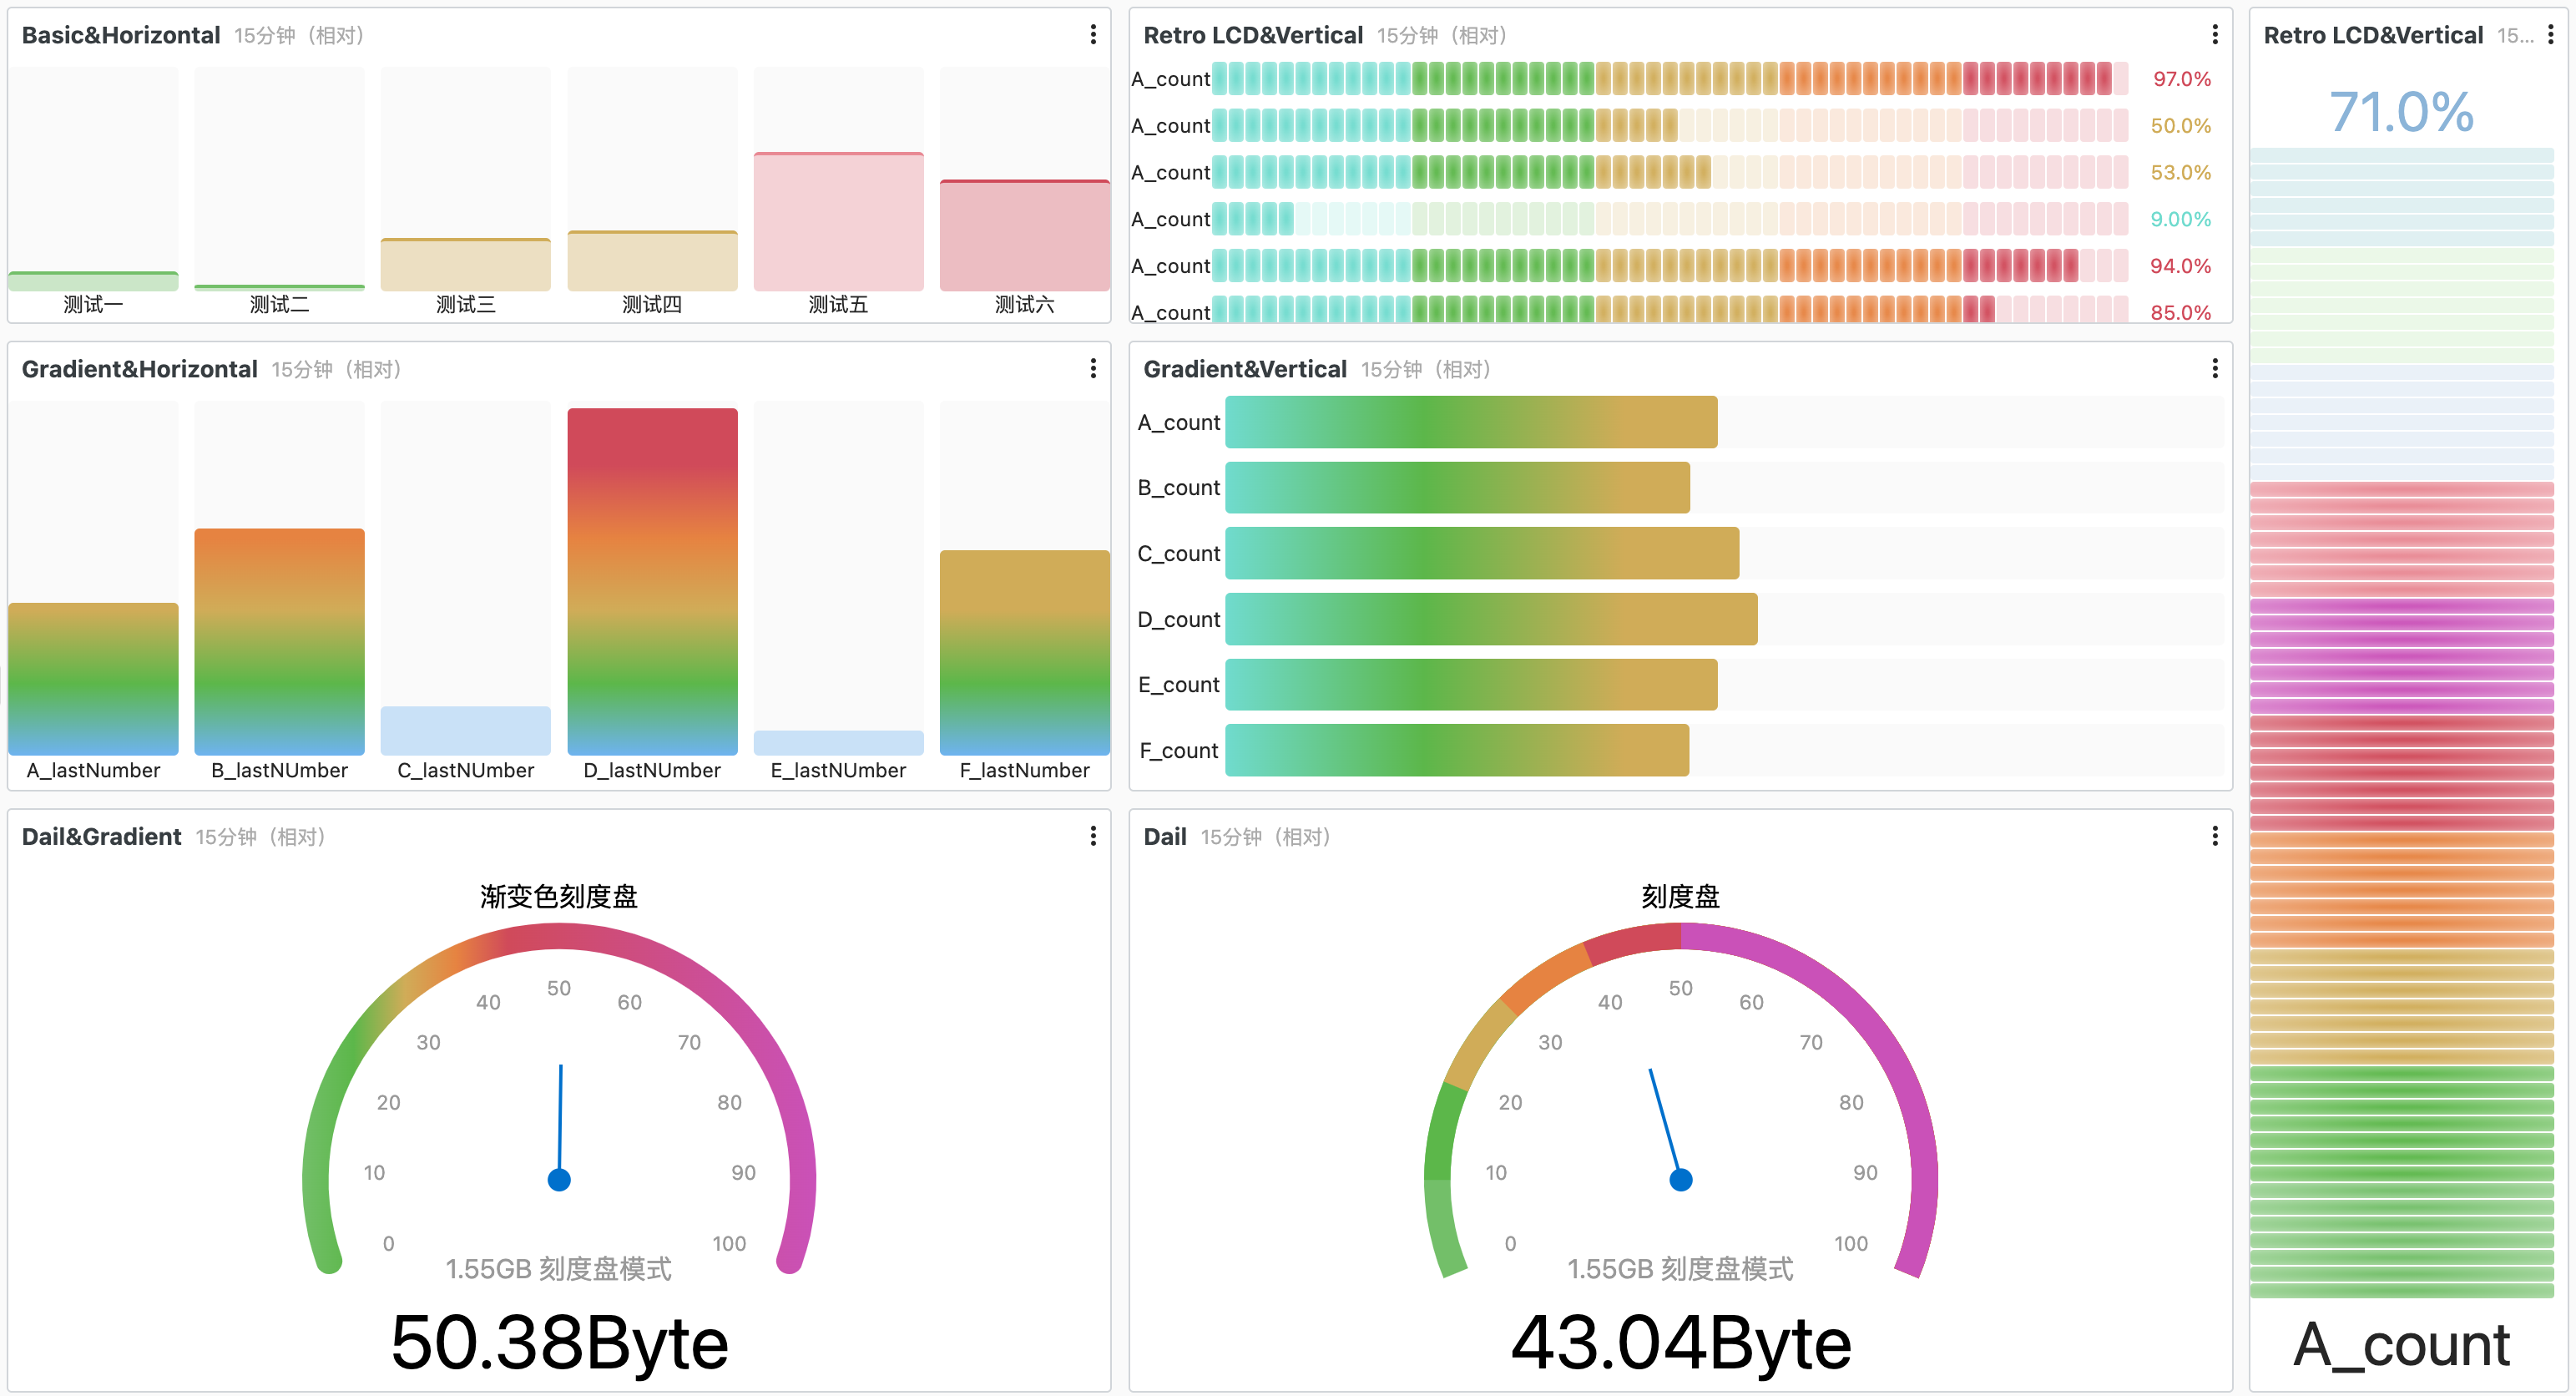 Basic&Horizontal 15分钟（相对）
测试一 测试二 测试三 测试四 测试五 测试六
Retro LCD&Vertical 15分钟（相对）
A_count 97.0%
A_count 50.0%
A_count 53.0%
A_count 9.00%
A_count 94.0%
A_count 85.0%
Retro LCD&Vertical 15...
71.0%
A_count
Gradient&Horizontal 15分钟（相对）
A_lastNumber B_lastNUmber C_lastNUmber D_lastNUmber E_lastNUmber F_lastNumber
Gradient&Vertical 15分钟（相对）
A_count
B_count
C_count
D_count
E_count
F_count
Dail&Gradient 15分钟（相对）
渐变色刻度盘
0 10 20 30 40 50 60 70 80 90 100
1.55GB 刻度盘模式
50.38Byte
Dail 15分钟（相对）
刻度盘
0 10 20 30 40 50 60 70 80 90 100
1.55GB 刻度盘模式
43.04Byte